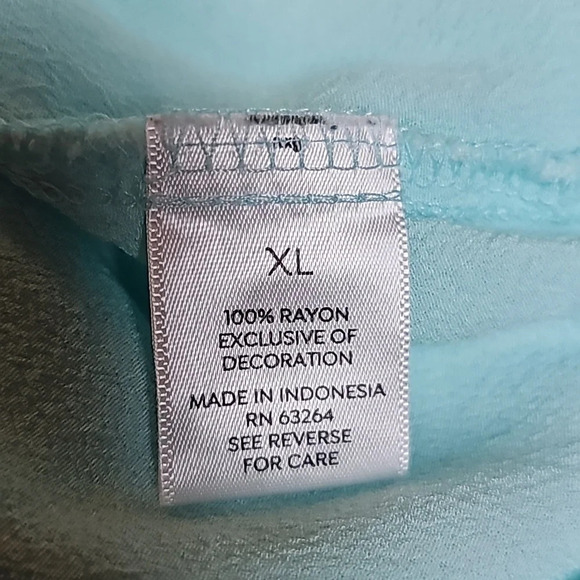 XL
100% RAYON
EXCLUSIVE OF
DECORATION
MADE IN INDONESIA
RN 63264
SEE REVERSE
FOR CARE